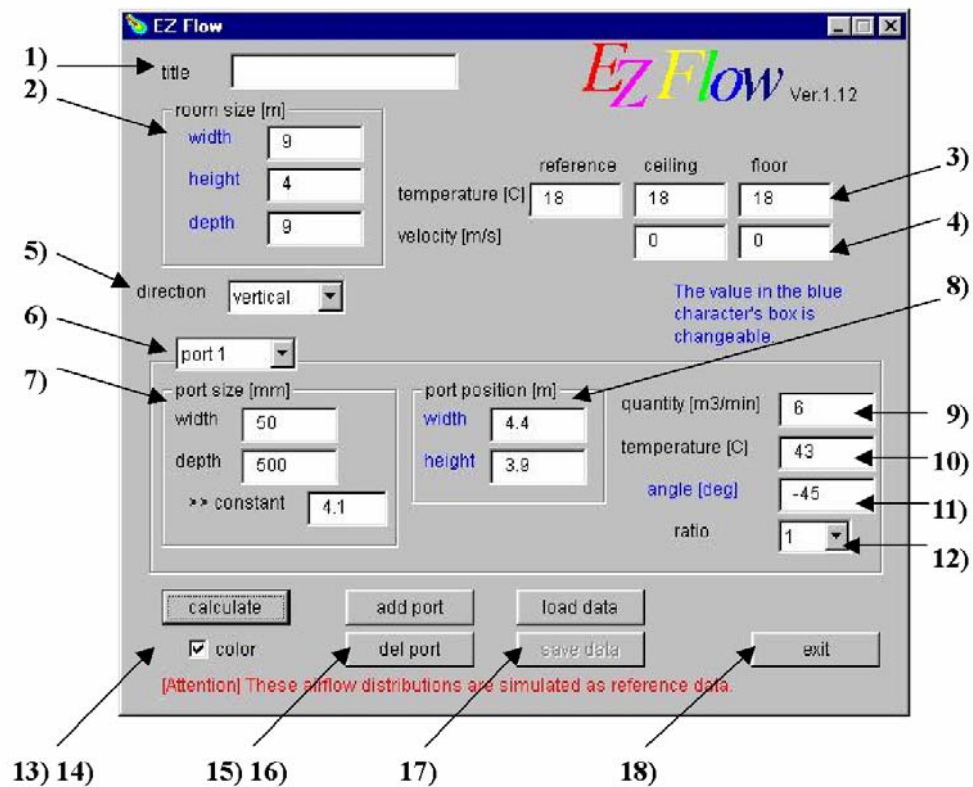 EZ Flow
1)
title
EZ Flow Ver.1.12
2)
room size [m]
width 9
height 4
depth 9
reference ceiling floor
3)
temperature [C] 18 18 18
4)
velocity [m/s] 0 0
5)
direction vertical
The value in the blue
character's box is
changeable.
8)
6)
port 1
7)
port size [mm]
width 50
depth 500
>> constant 4.1
port position [m]
width 4.4
height 3.9
quantity [m3/min] 6
9)
temperature [C] 43
10)
angle [deg] -45
11)
ratio 1
12)
calculate add port load data
color del port save data exit
[Attention] These airflow distributions are simulated as reference data.
13) 14) 15) 16) 17) 18)